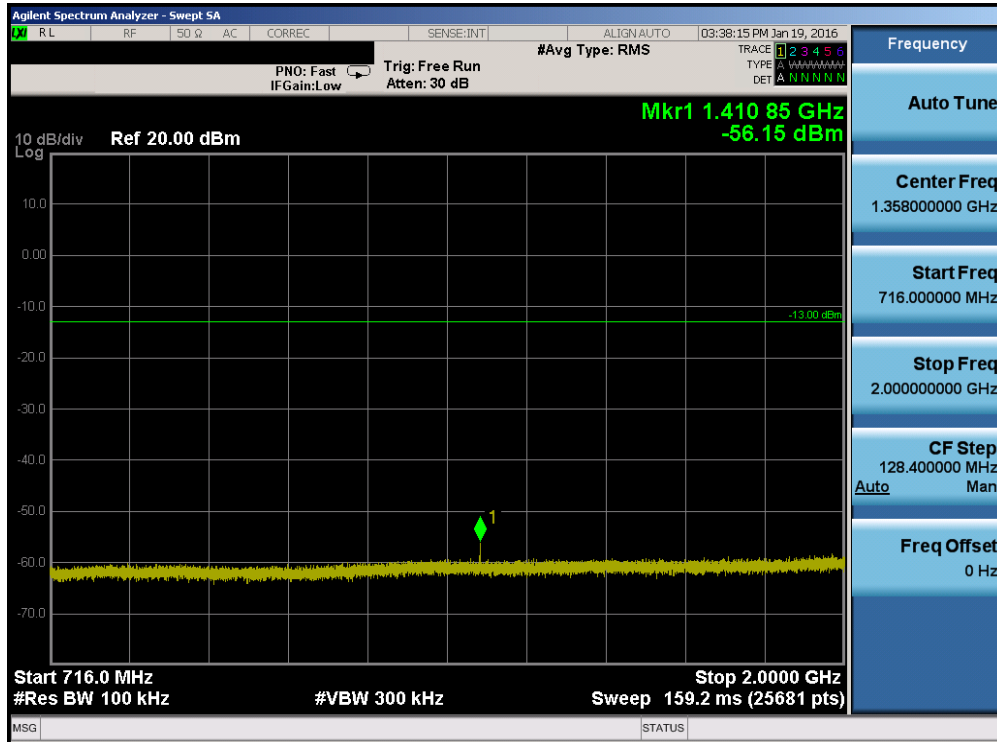 Agilent Spectrum Analyzer - Swept SA
LXI RL RF 50 Ω AC CORREC SENSE:INT ALIGN AUTO 03:38:15 PM Jan 19, 2016
#Avg Type: RMS TRACE 1 2 3 4 5 6
PNO: Fast Trig: Free Run TYPE A WWWWW
IFGain:Low Atten: 30 dB DET A N N N N N
Mkr1 1.410 85 GHz
-56.15 dBm
10 dB/div Ref 20.00 dBm
Log
10.0
0.00
-10.0
-13.00 dBm
-20.0
-30.0
-40.0
-50.0
1
-60.0
-70.0
Start 716.0 MHz Stop 2.0000 GHz
#Res BW 100 kHz #VBW 300 kHz Sweep 159.2 ms (25681 pts)
MSG STATUS
Frequency
Auto Tune
Center Freq
1.358000000 GHz
Start Freq
716.000000 MHz
Stop Freq
2.000000000 GHz
CF Step
128.400000 MHz
Auto Man
Freq Offset
0 Hz